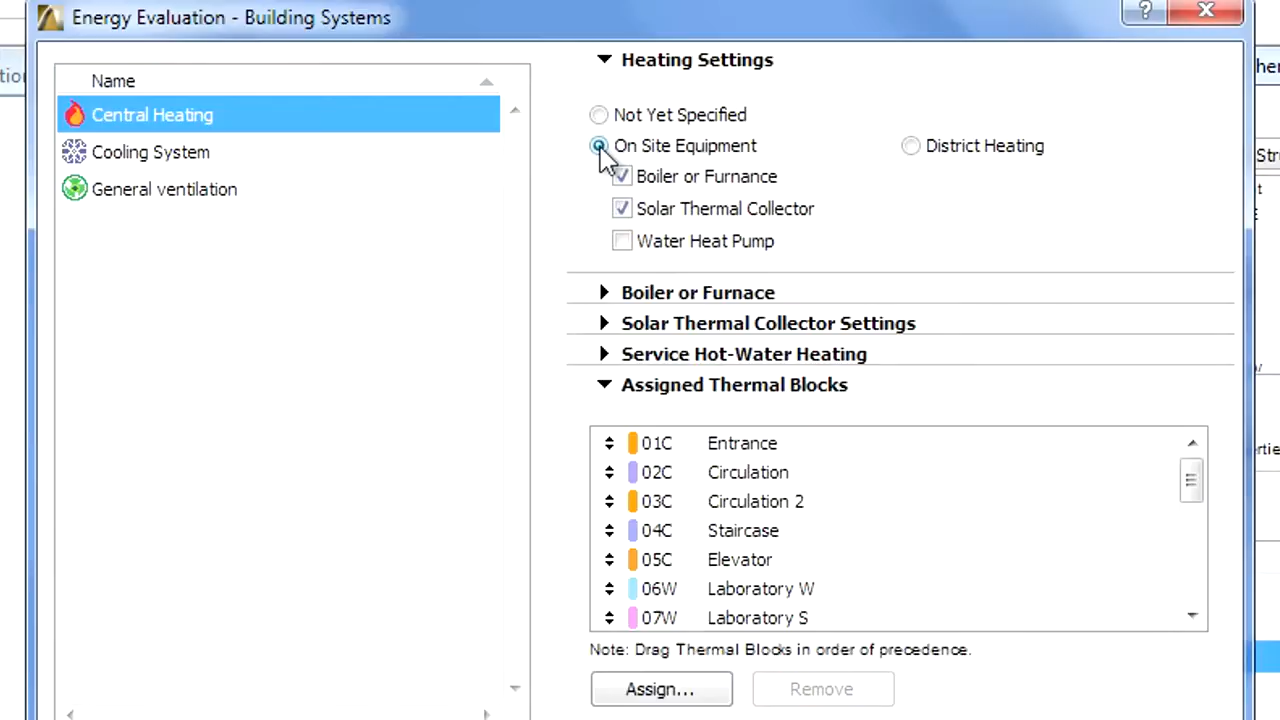 Energy Evaluation - Building Systems
?
Name
Central Heating
Cooling System
General ventilation
Heating Settings
Not Yet Specified
On Site Equipment
District Heating
Boiler or Furnance
Solar Thermal Collector
Water Heat Pump
Boiler or Furnace
Solar Thermal Collector Settings
Service Hot-Water Heating
Assigned Thermal Blocks
01C Entrance
02C Circulation
03C Circulation 2
04C Staircase
05C Elevator
06W Laboratory W
07W Laboratory S
Note: Drag Thermal Blocks in order of precedence.
Assign...
Remove